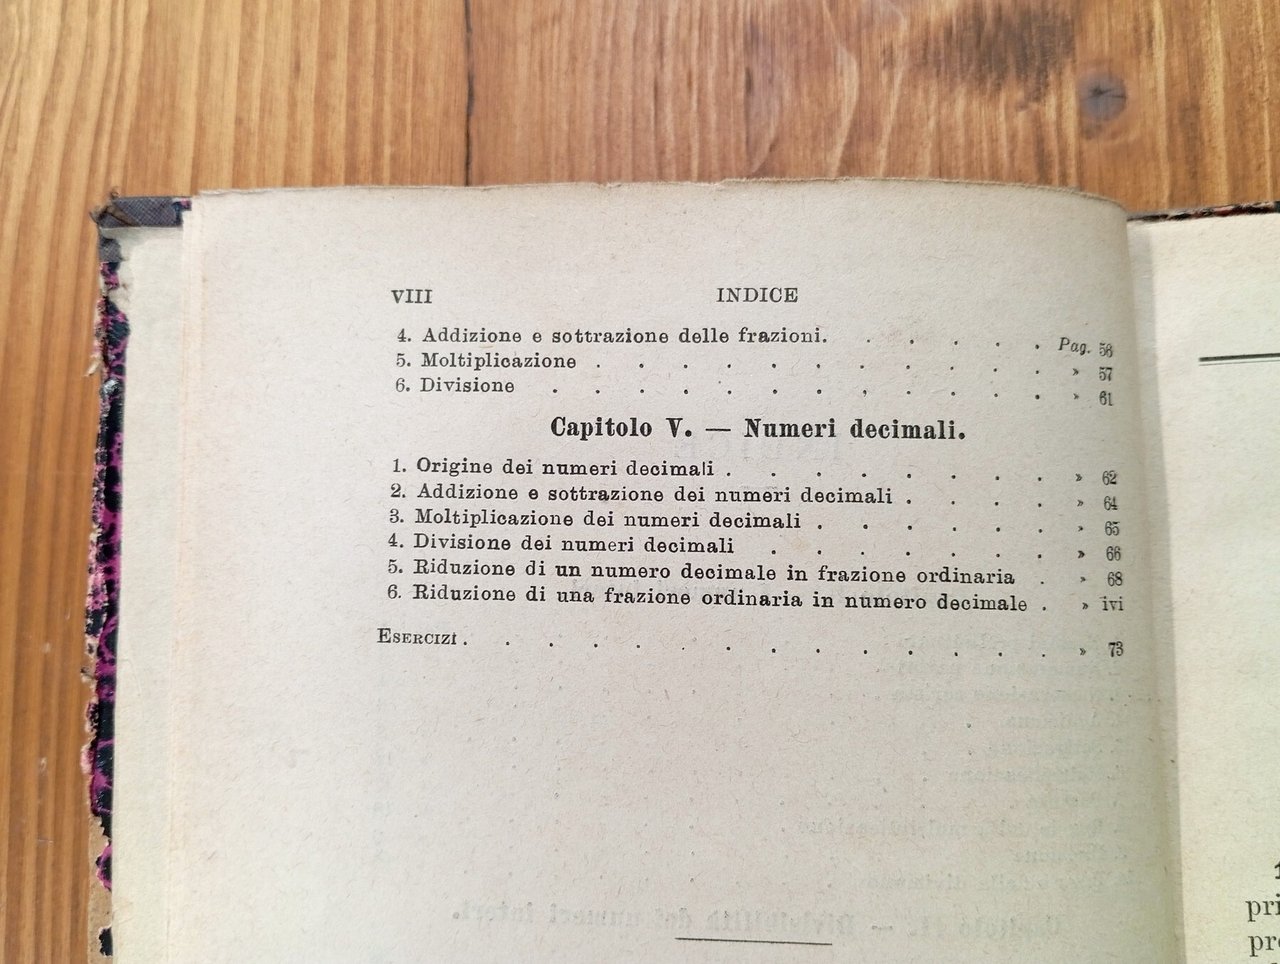 VIII INDICE
4. Addizione e sottrazione delle frazioni. . . . . . Pag. 56
5. Moltiplicazione . . . . . . . . . . . » 57
6. Divisione . . . . . . . . . . . . » 61
Capitolo V. — Numeri decimali.
1. Origine dei numeri decimali . . . . . . . . » 62
2. Addizione e sottrazione dei numeri decimali . . . . » 64
3. Moltiplicazione dei numeri decimali . . . . . . » 65
4. Divisione dei numeri decimali . . . . . . . » 66
5. Riduzione di un numero decimale in frazione ordinaria . » 68
6. Riduzione di una frazione ordinaria in numero decimale . » ivi
Esercizi . . . . . . . . . . . . . . » 73